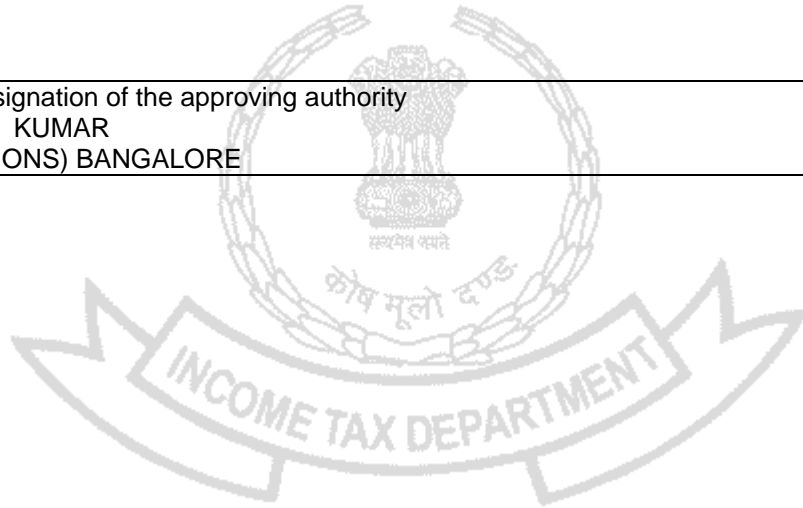 signation of the approving authority
KUMAR
ONS) BANGALORE
सत्यमेव जयते
कोष मूलो दण्ड:
INCOME TAX DEPARTMENT